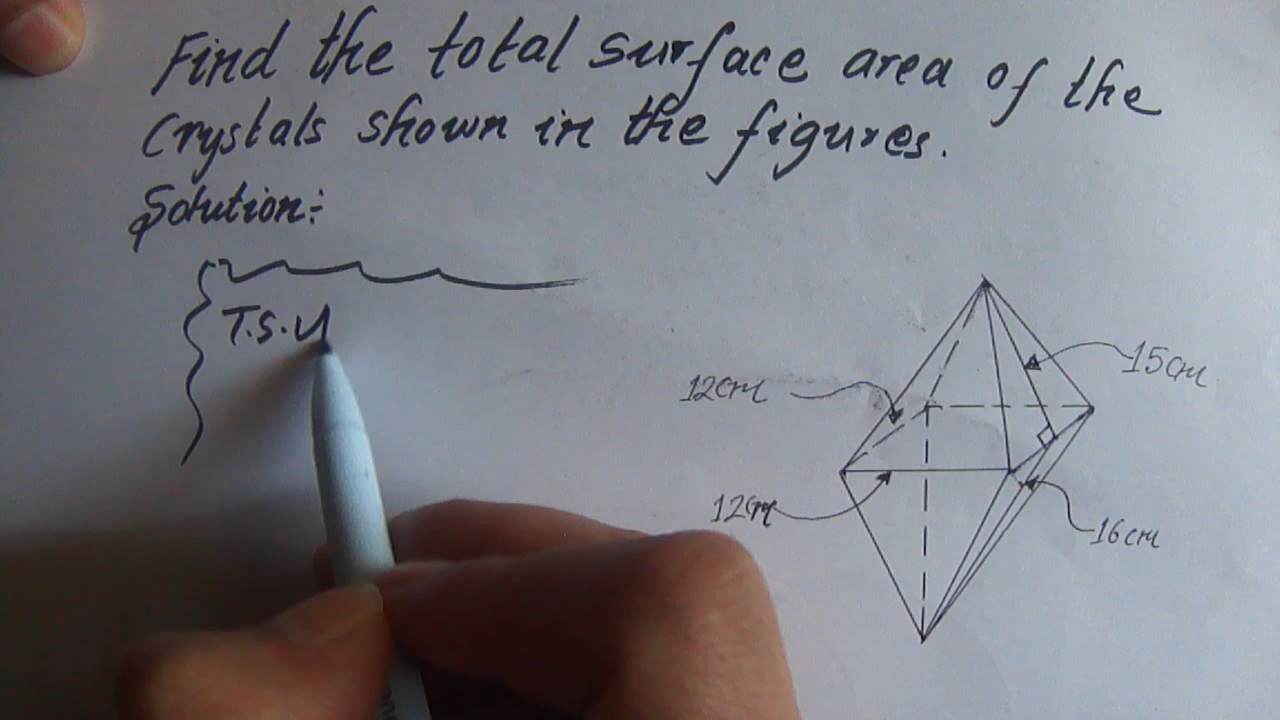 Find the total surface area of the
Crystals shown in the figures.
Solution:-
T.S.
15cm
12cm
12cm
16cm